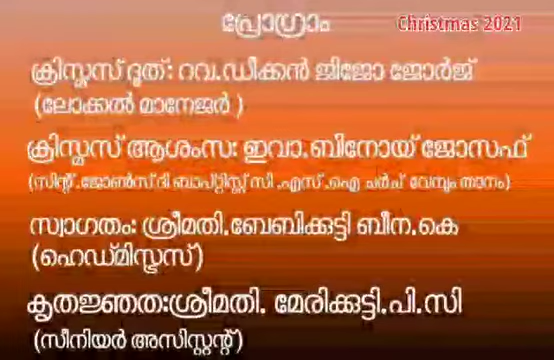 പ്രോഗ്രാം
Christmas 2021
ക്രിസ്മസ് ദൂത്: റവ.ഡീക്കൻ ജിജോ ജോർജ്
(ലോക്കൽ മാനേജർ )
ക്രിസ്മസ് ആശംസ: ഇവാ.ബിനോയ് ജോസഫ്
(സിന്റ് .ജോൺസ് ദി ബാപ്റ്റിസ്റ്റ് സി .എസ് .ഐ ചർച് വേമ്പും താനം)
സ്വാഗതം: ശ്രീമതി.ബേബിക്കുട്ടി ബീന.കെ
(ഹെഡ്മിസ്ട്രസ്)
കൃതജ്ഞത:ശ്രീമതി. മേരിക്കുട്ടി.പി.സി
(സീനിയർ അസിസ്റ്റന്റ്)